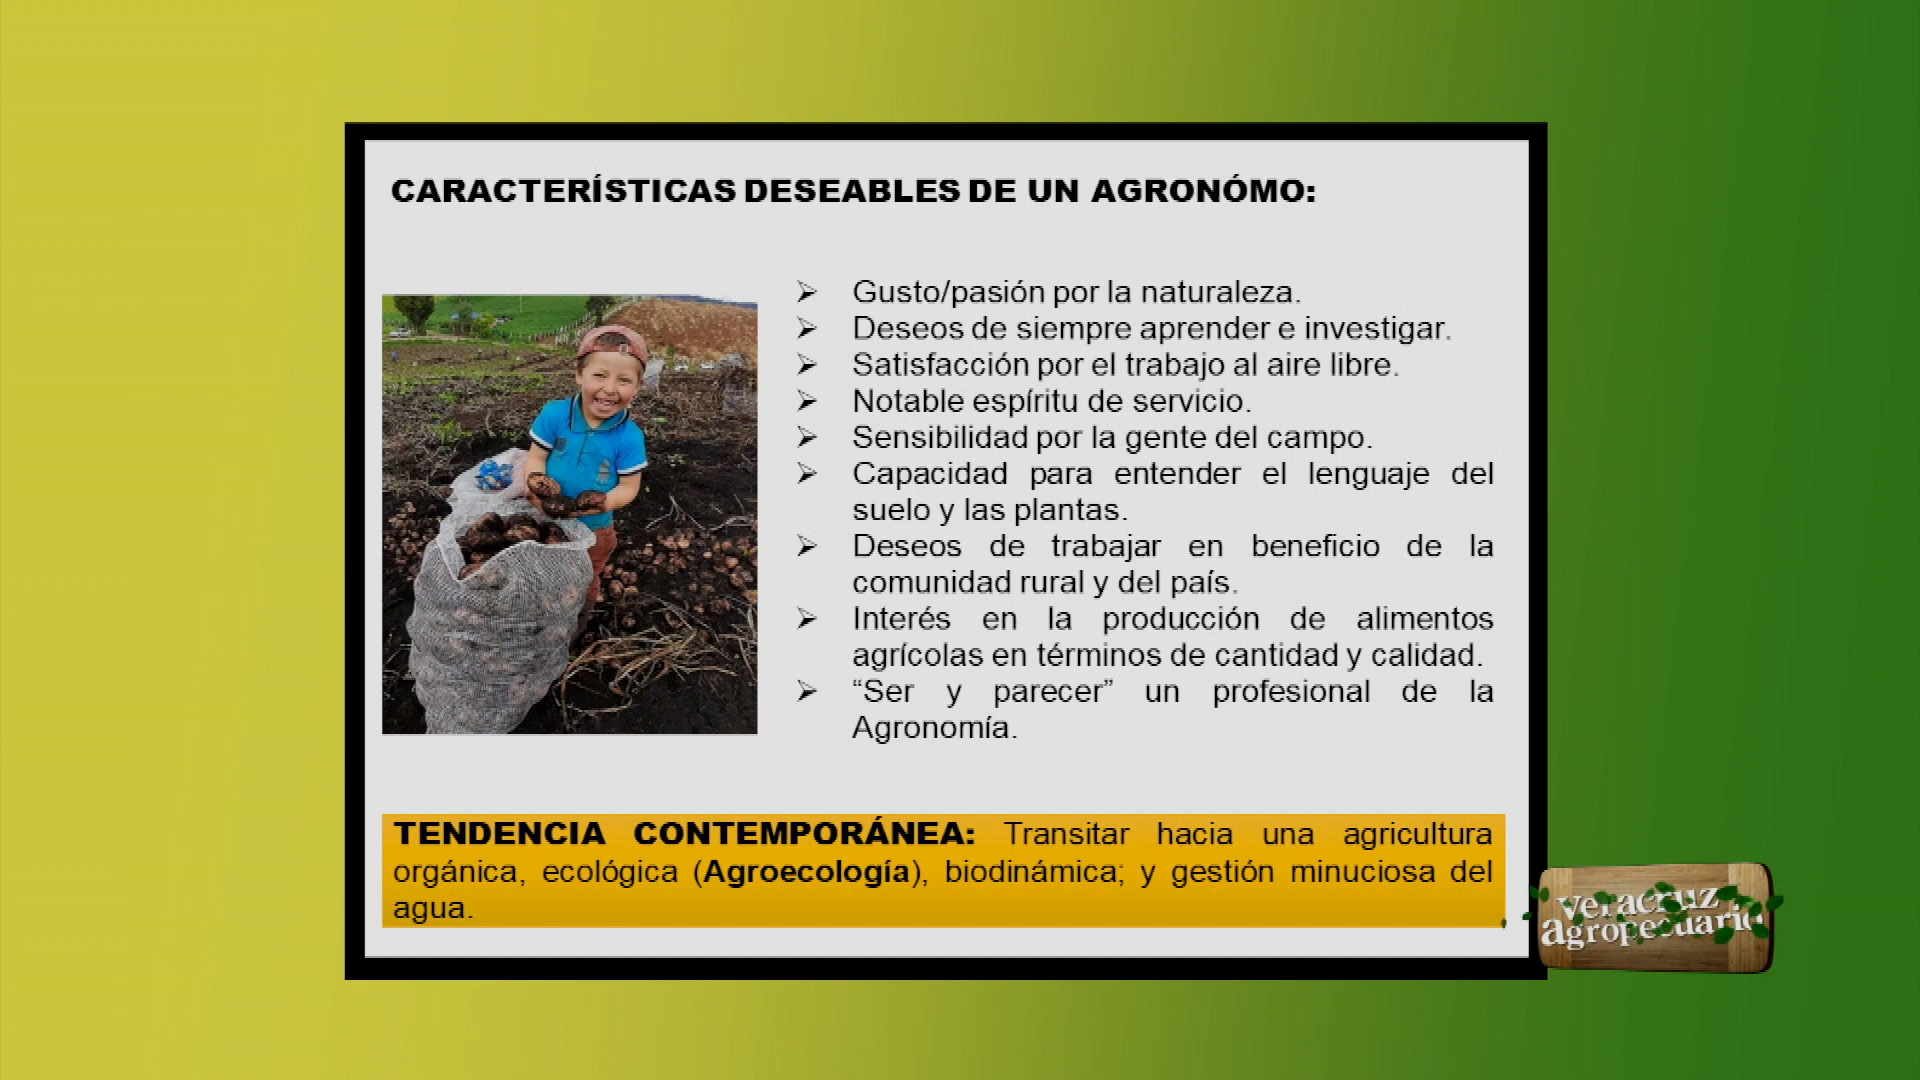 CARACTERÍSTICAS DESEABLES DE UN AGRONÓMO:
Gusto/pasión por la naturaleza.
Deseos de siempre aprender e investigar.
Satisfacción por el trabajo al aire libre.
Notable espíritu de servicio.
Sensibilidad por la gente del campo.
Capacidad para entender el lenguaje del
suelo y las plantas.
Deseos de trabajar en beneficio de la
comunidad rural y del país.
Interés en la producción de alimentos
agrícolas en términos de cantidad y calidad.
“Ser y parecer” un profesional de la
Agronomía.
TENDENCIA CONTEMPORÁNEA: Transitar hacia una agricultura
orgánica, ecológica (Agroecología), biodinámica; y gestión minuciosa del
agua.
veracruz
agropecuario